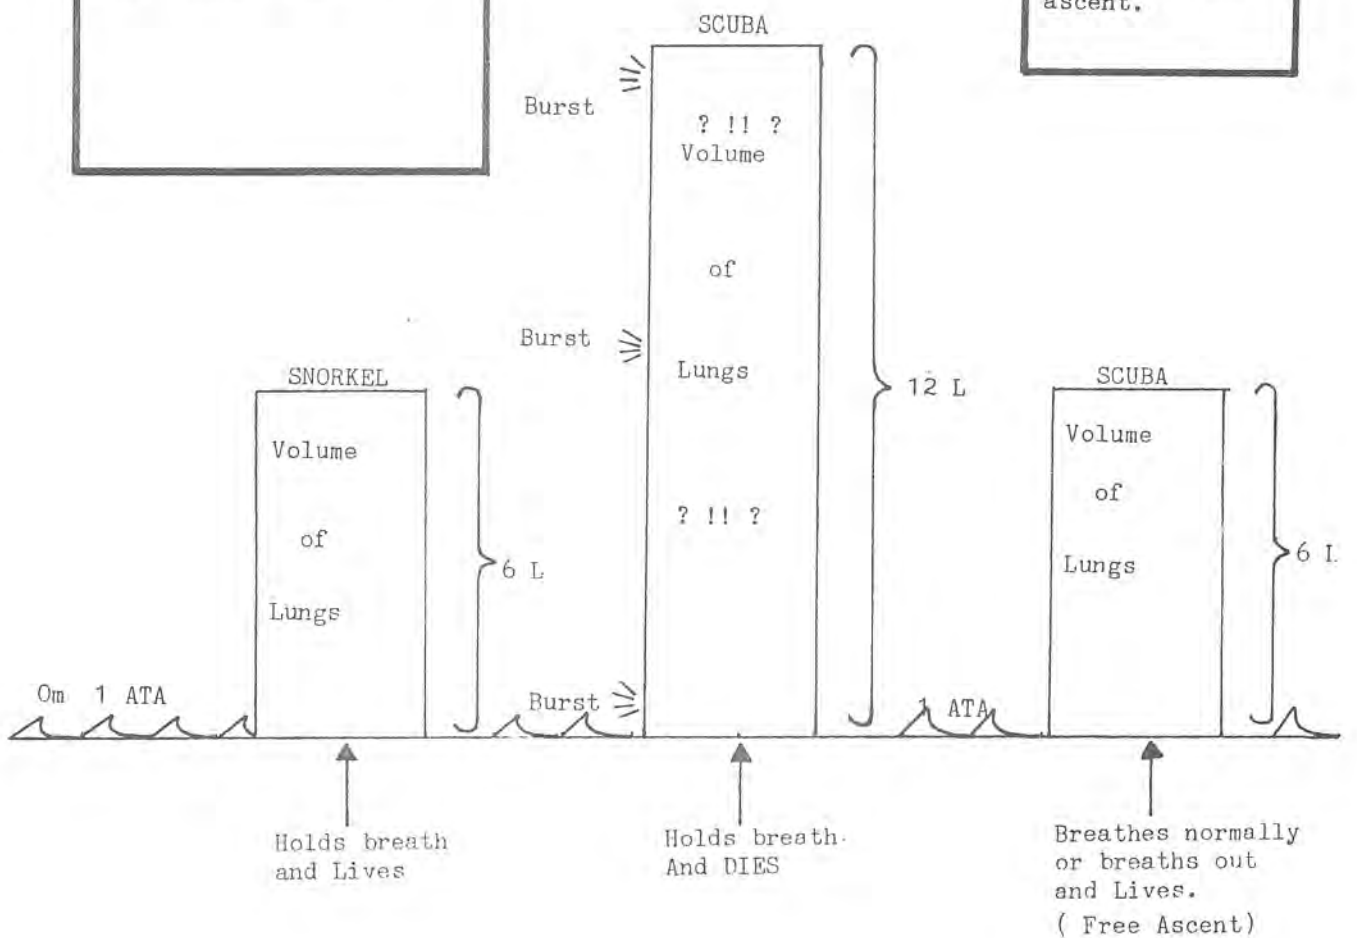 ascent.
SCUBA
Burst
? !! ?
Volume
of
Burst
Lungs
12 L
? !! ?
Burst
SNORKEL
Volume
of
Lungs
6 L
SCUBA
Volume
of
Lungs
6 L
0m 1 ATA
1 ATA
Holds breath
and Lives
Holds breath.
And DIES
Breathes normally
or breaths out
and Lives.
( Free Ascent)